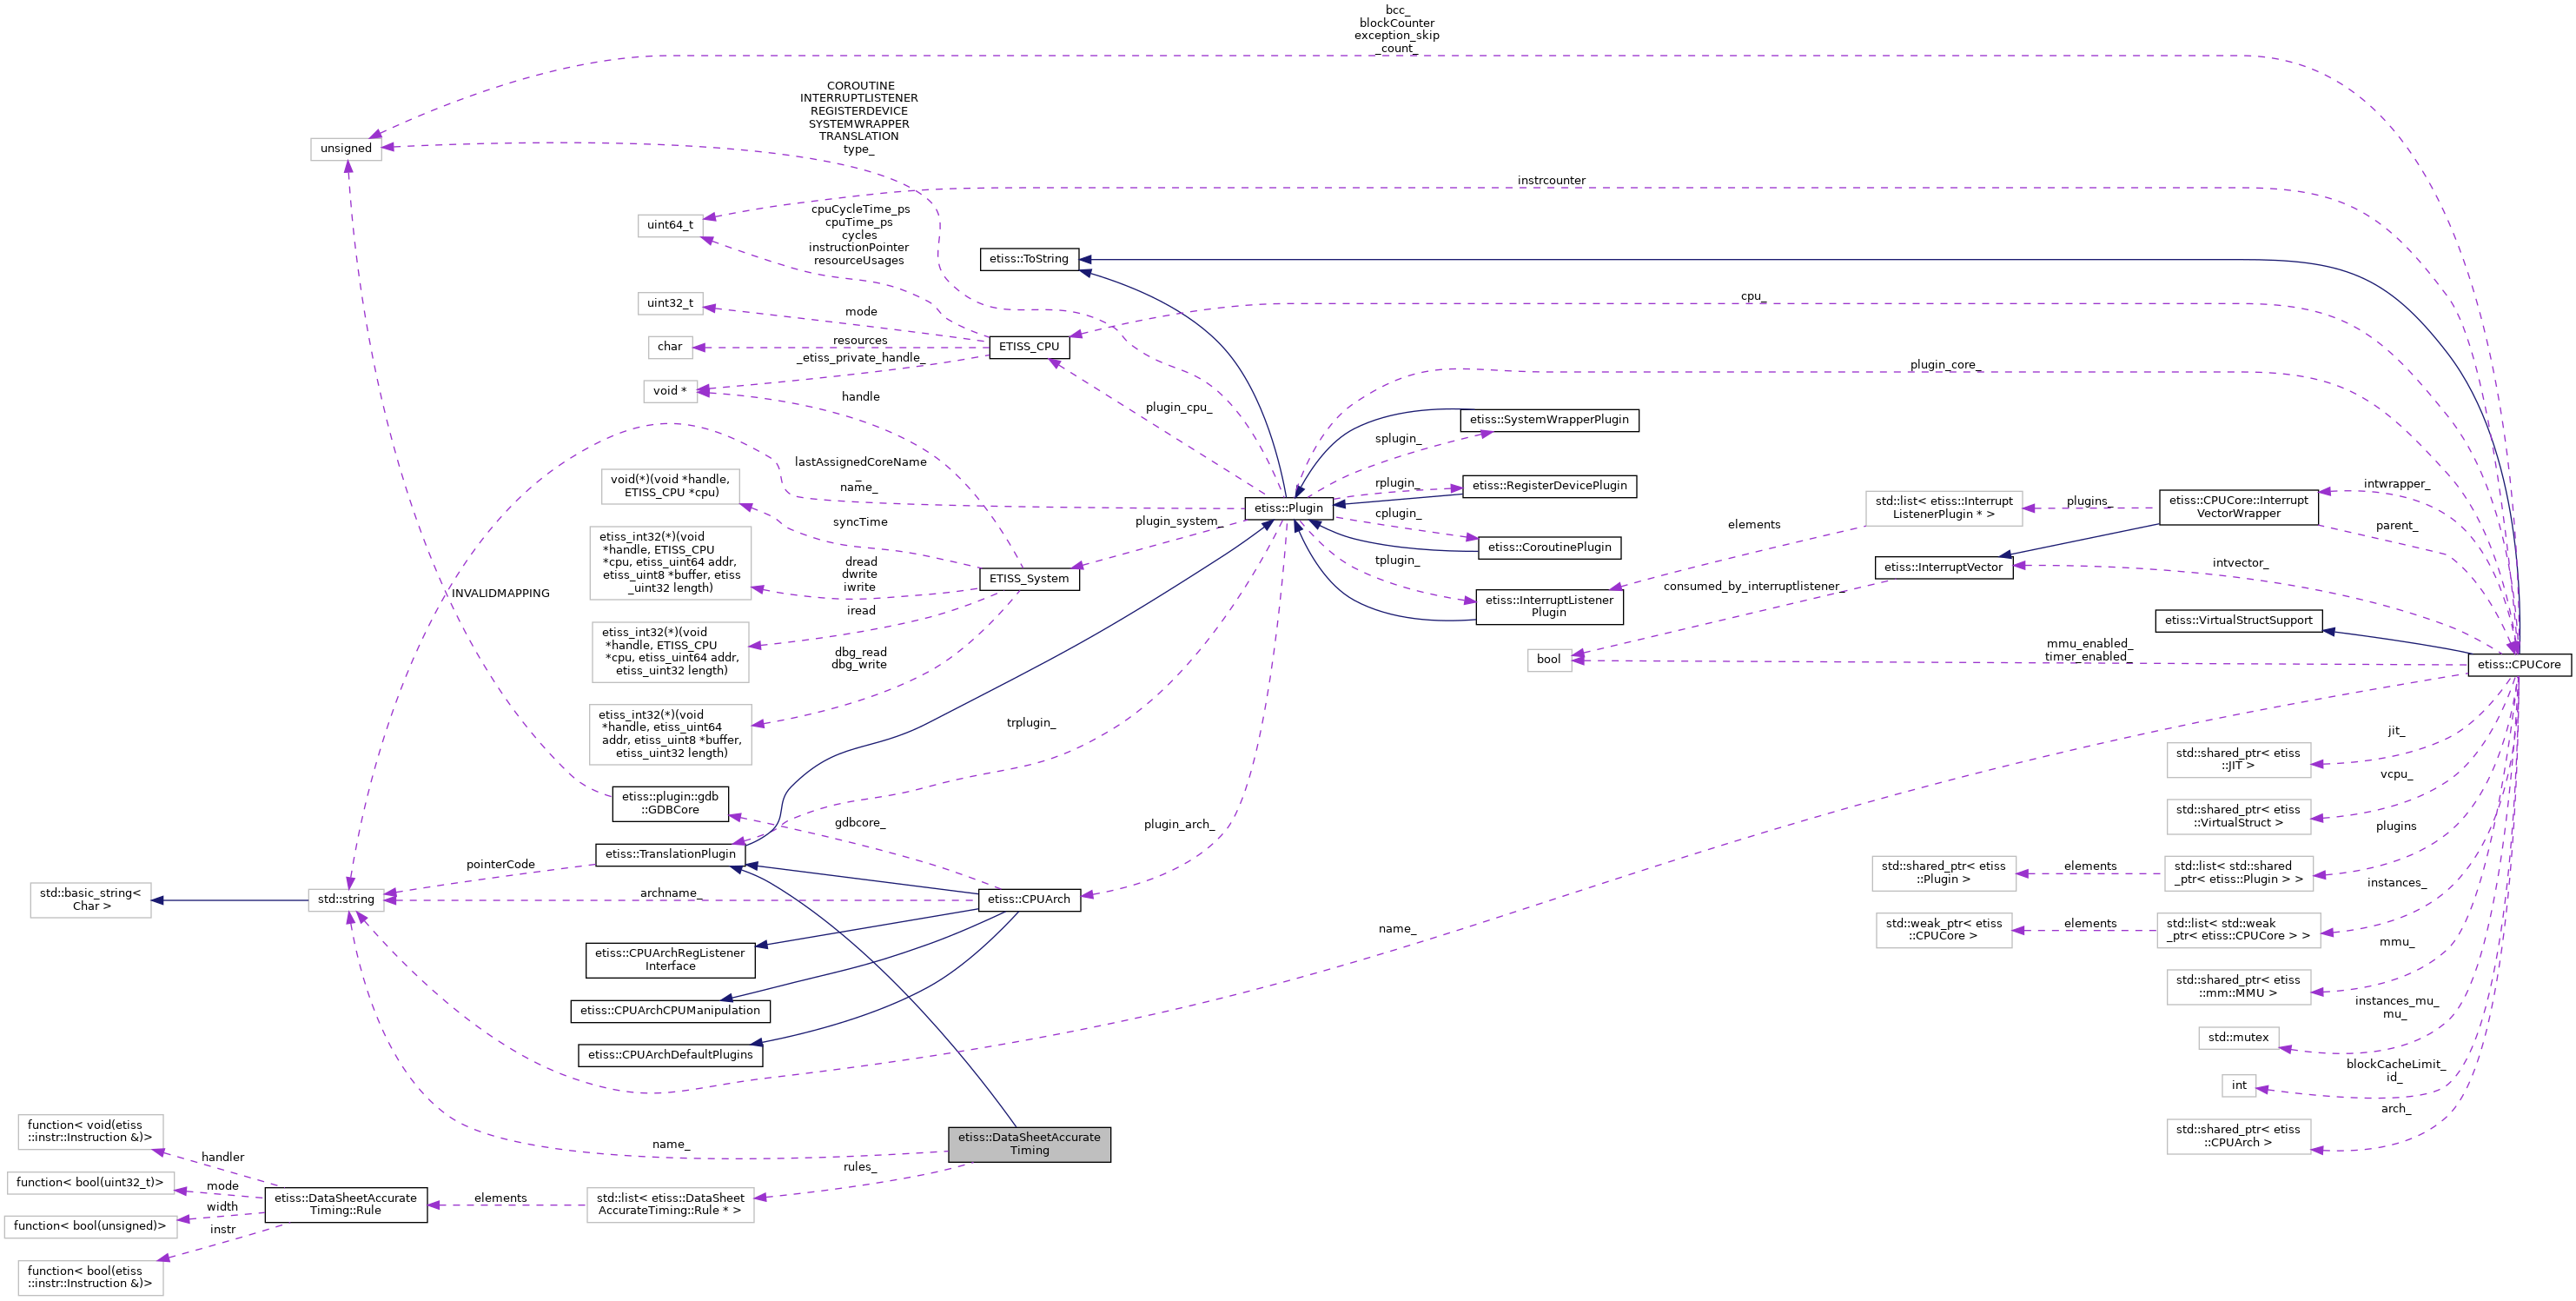 bcc_
blockCounter
exception_skip
_count_
COROUTINE
INTERRUPTLISTENER
REGISTERDEVICE
SYSTEMWRAPPER
TRANSLATION
type_
unsigned
instrcounter
cpuCycleTime_ps
cpuTime_ps
cycles
instructionPointer
resourceUsages
uint64_t
etiss::ToString
uint32_t
mode
cpu_
char
resources
ETISS_CPU
_etiss_private_handle_
plugin_core_
void *
handle
plugin_cpu_
etiss::SystemWrapperPlugin
splugin_
lastAssignedCoreName
_
name_
void(*)(void *handle,
ETISS_CPU *cpu)
rplugin_
etiss::RegisterDevicePlugin
etiss::Plugin
cplugin_
syncTime
plugin_system_
etiss::CoroutinePlugin
tplugin_
intwrapper_
etiss::CPUCore::Interrupt
VectorWrapper
plugins_
std::list< etiss::Interrupt
ListenerPlugin * >
elements
parent_
etiss_int32(*)(void
*handle, ETISS_CPU
*cpu, etiss_uint64 addr,
etiss_uint8 *buffer, etiss
_uint32 length)
dread
dwrite
iwrite
ETISS_System
etiss::InterruptVector
intvector_
INVALIDMAPPING
consumed_by_interruptlistener_
etiss::InterruptListener
Plugin
iread
etiss::VirtualStructSupport
etiss_int32(*)(void
*handle, ETISS_CPU
*cpu, etiss_uint64 addr,
etiss_uint32 length)
dbg_read
dbg_write
bool
mmu_enabled_
timer_enabled_
etiss::CPUCore
etiss_int32(*)(void
*handle, etiss_uint64
addr, etiss_uint8 *buffer,
etiss_uint32 length)
trplugin_
jit_
std::shared_ptr< etiss
::JIT >
vcpu_
etiss::plugin::gdb
::GDBCore
gdbcore_
plugin_arch_
std::shared_ptr< etiss
::VirtualStruct >
plugins
etiss::TranslationPlugin
pointerCode
std::shared_ptr< etiss
::Plugin >
elements
std::list< std::shared
_ptr< etiss::Plugin > >
instances_
std::basic_string<
Char >
std::string
archname_
etiss::CPUArch
name_
std::weak_ptr< etiss
::CPUCore >
elements
std::list< std::weak
_ptr< etiss::CPUCore > >
mmu_
etiss::CPUArchRegListener
Interface
std::shared_ptr< etiss
::mm::MMU >
etiss::CPUArchCPUManipulation
instances_mu_
mu_
std::mutex
etiss::CPUArchDefaultPlugins
blockCacheLimit_
id_
int
arch_
std::shared_ptr< etiss
::CPUArch >
function< void(etiss
::instr::Instruction &)>
handler
name_
etiss::DataSheetAccurate
Timing
rules_
function< bool(uint32_t)>
mode
etiss::DataSheetAccurate
Timing::Rule
elements
std::list< etiss::DataSheet
AccurateTiming::Rule * >
width
function< bool(unsigned)>
instr
function< bool(etiss
::instr::Instruction &)>